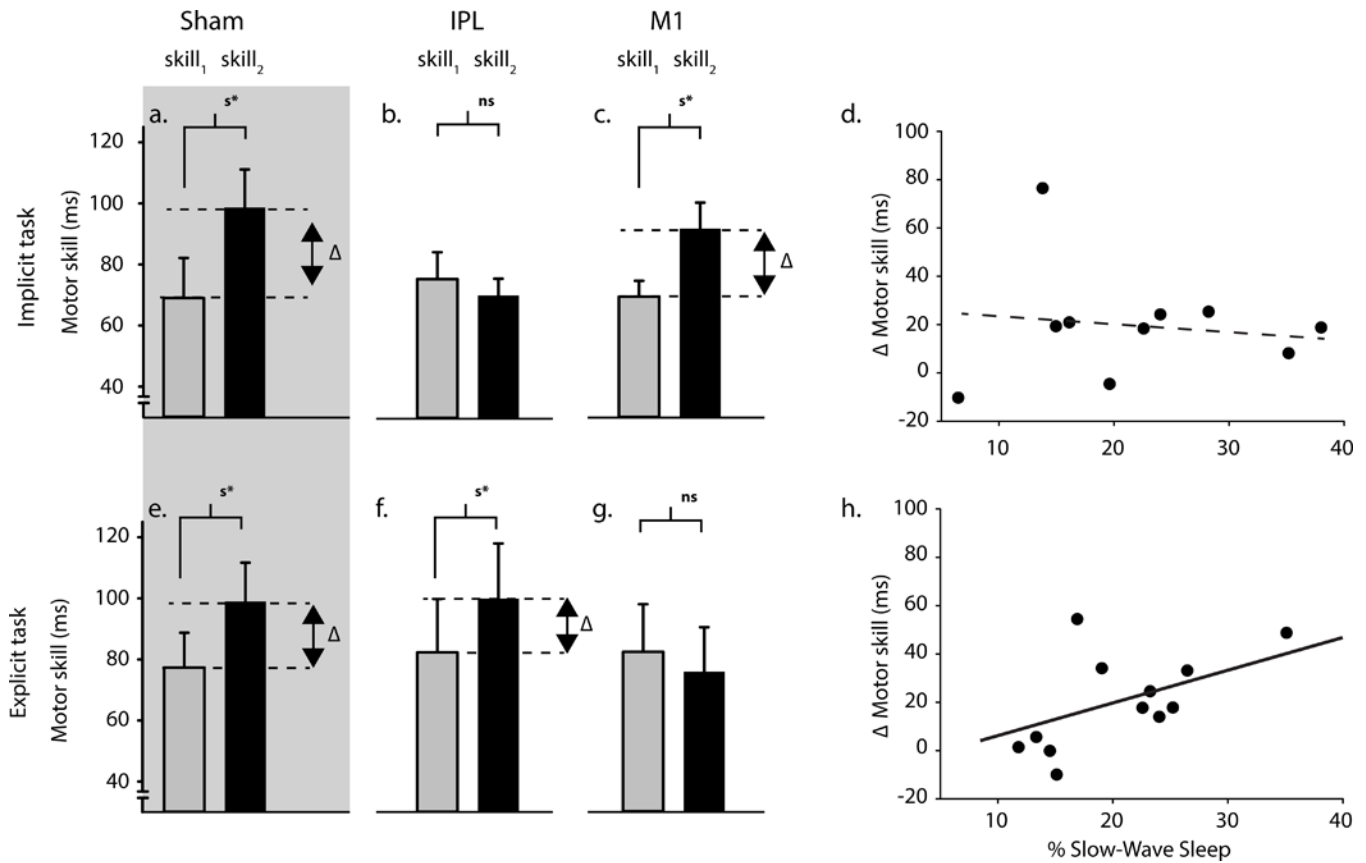 Sham IPL M1
skill₁ skill₂ skill₁ skill₂ skill₁ skill₂
a. s* b. ns c. s* d.
Implicit task
Motor skill (ms)
120
100
80
60
40
Δ
Δ
Δ Motor skill (ms)
100
80
60
40
20
0
-20
10 20 30 40
e. s* f. s* g. ns h.
Explicit task
Motor skill (ms)
120
100
80
60
40
Δ
Δ
Δ Motor skill (ms)
100
80
60
40
20
0
-20
10 20 30 40
% Slow-Wave Sleep